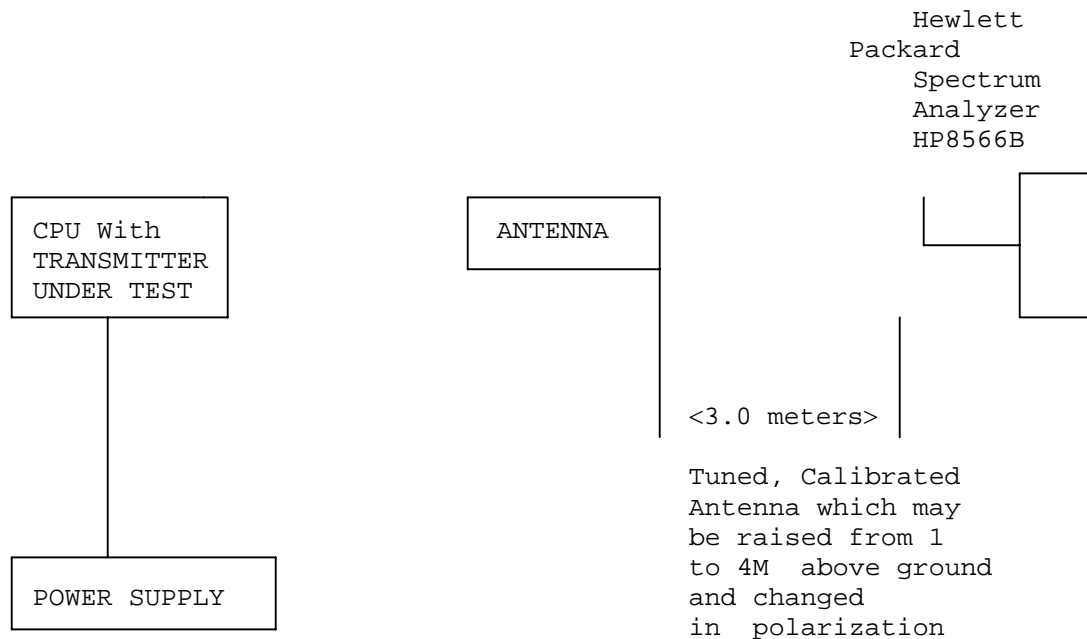 Hewlett
Packard
Spectrum
Analyzer
HP8566B
CPU With
TRANSMITTER
UNDER TEST
ANTENNA
<3.0 meters>
Tuned, Calibrated
Antenna which may
be raised from 1
to 4M above ground
and changed
in polarization
POWER SUPPLY